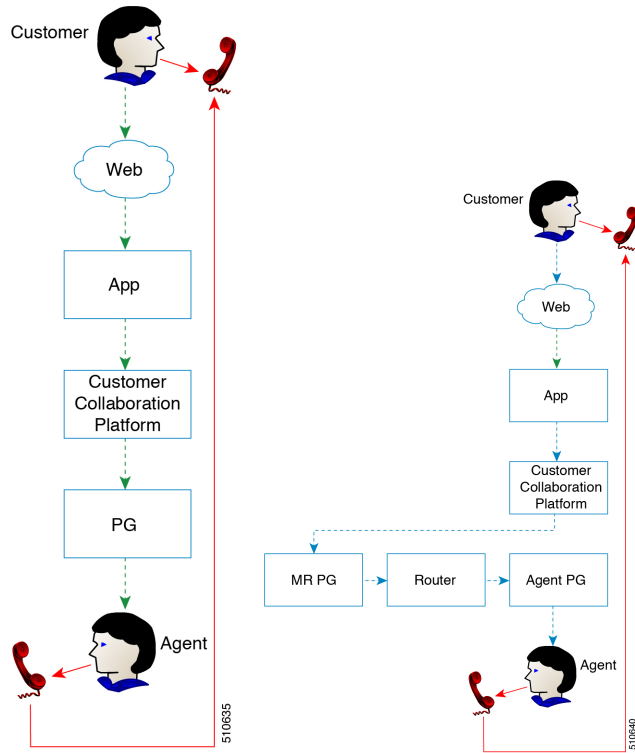 Customer
Web
App
Customer
Collaboration
Platform
PG
Agent
510635
Customer
Web
App
Customer
Collaboration
Platform
MR PG
Router
Agent PG
Agent
510640